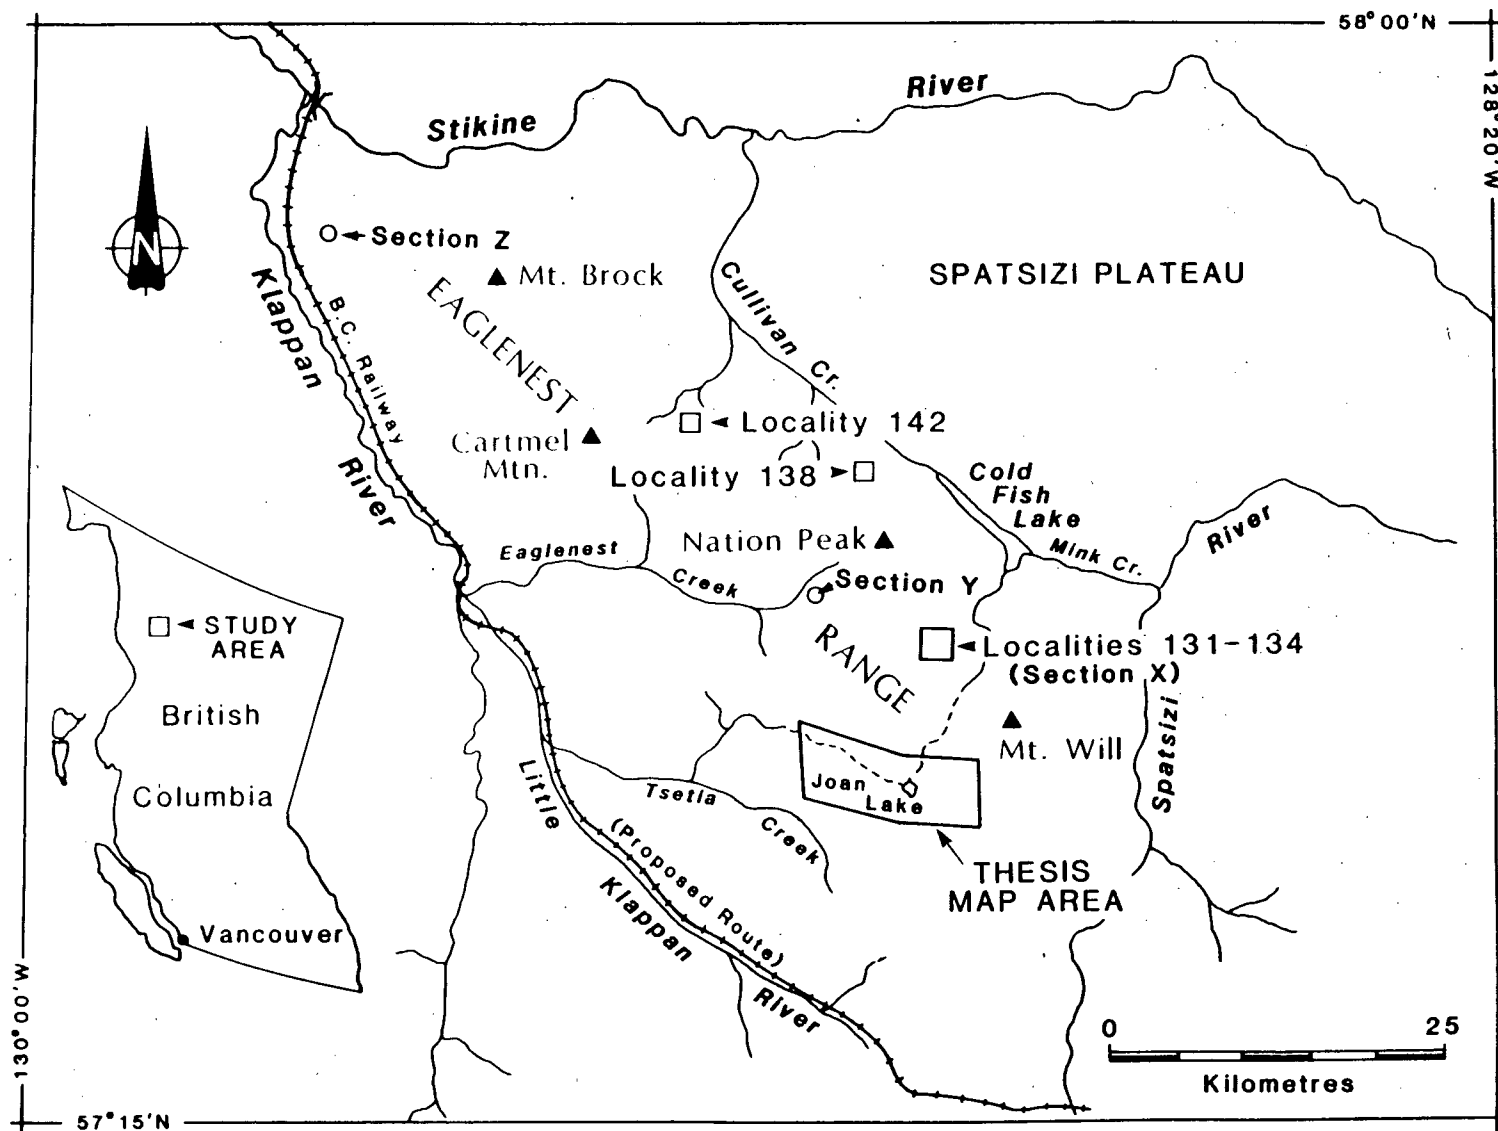 58°00'N
128°20'W
River
Stikine
Section Z
Mt. Brock
SPATSIZI PLATEAU
EAGLENEST
Cullivan Cr.
Klappan
B.C. Railway
Locality 142
Cartmel
Mtn.
Locality 138
Cold
Fish
Lake
River
River
Nation Peak
Mink Cr.
Eaglenest
Creek
Section Y
STUDY
AREA
RANGE
Localities 131-134
(Section X)
British
Mt. Will
Spatsizi
Columbia
Little
Joan
Lake
Tsetia
Creek
(Proposed Route)
THESIS
MAP AREA
Klappan
Vancouver
River
130°00'W
0 25
Kilometres
57°15'N
N